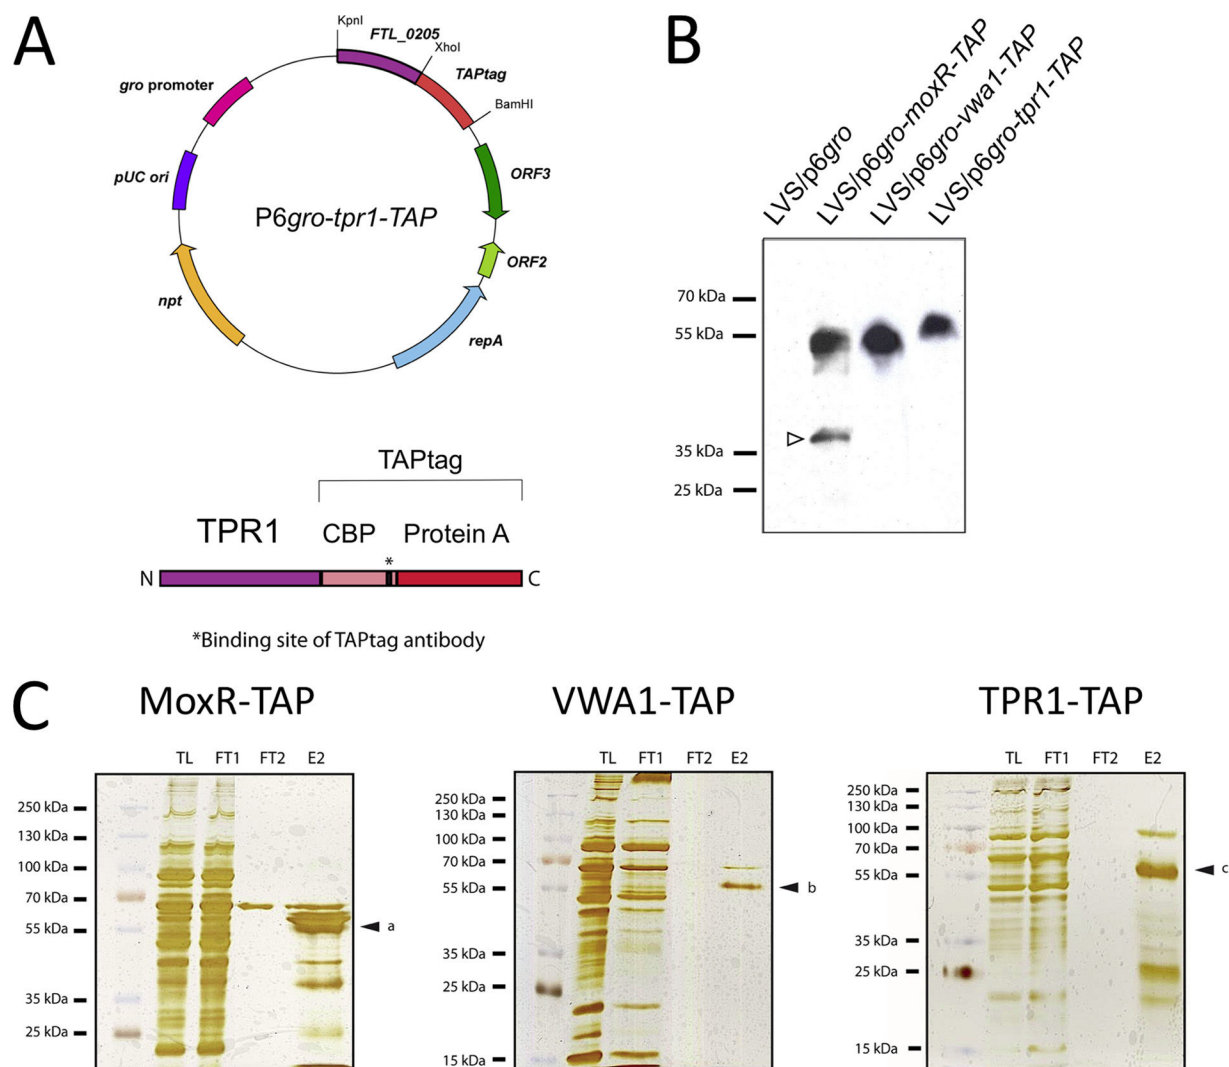 A
KpnI
FTL_0205
XhoI
TAPtag
BamHI
gro promoter
pUC ori
ORF3
P6gro-tpr1-TAP
ORF2
npt
repA
TAPtag
TPR1
CBP
Protein A
*
N
C
*Binding site of TAPtag antibody
B
LVS/p6gro
LVS/p6gro-moxR-TAP
LVS/p6gro-vwa1-TAP
LVS/p6gro-tpr1-TAP
70 kDa
55 kDa
35 kDa
25 kDa
C
MoxR-TAP
TL FT1 FT2 E2
250 kDa
130 kDa
100 kDa
70 kDa
55 kDa
a
35 kDa
25 kDa
VWA1-TAP
TL FT1 FT2 E2
250 kDa
130 kDa
100 kDa
70 kDa
55 kDa
b
35 kDa
25 kDa
15 kDa
TPR1-TAP
TL FT1 FT2 E2
250 kDa
130 kDa
100 kDa
70 kDa
55 kDa
c
35 kDa
25 kDa
15 kDa